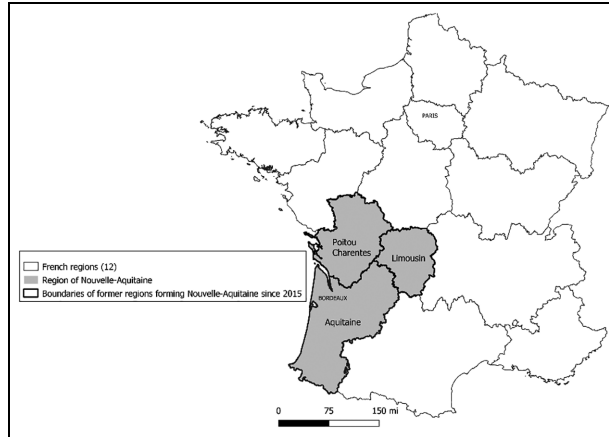 PARIS
Poitou
Charentes
Limousin
French regions (12)
Region of Nouvelle-Aquitaine
Boundaries of former regions forming Nouvelle-Aquitaine since 2015
BORDEAUX
Aquitaine
0 75 150 mi